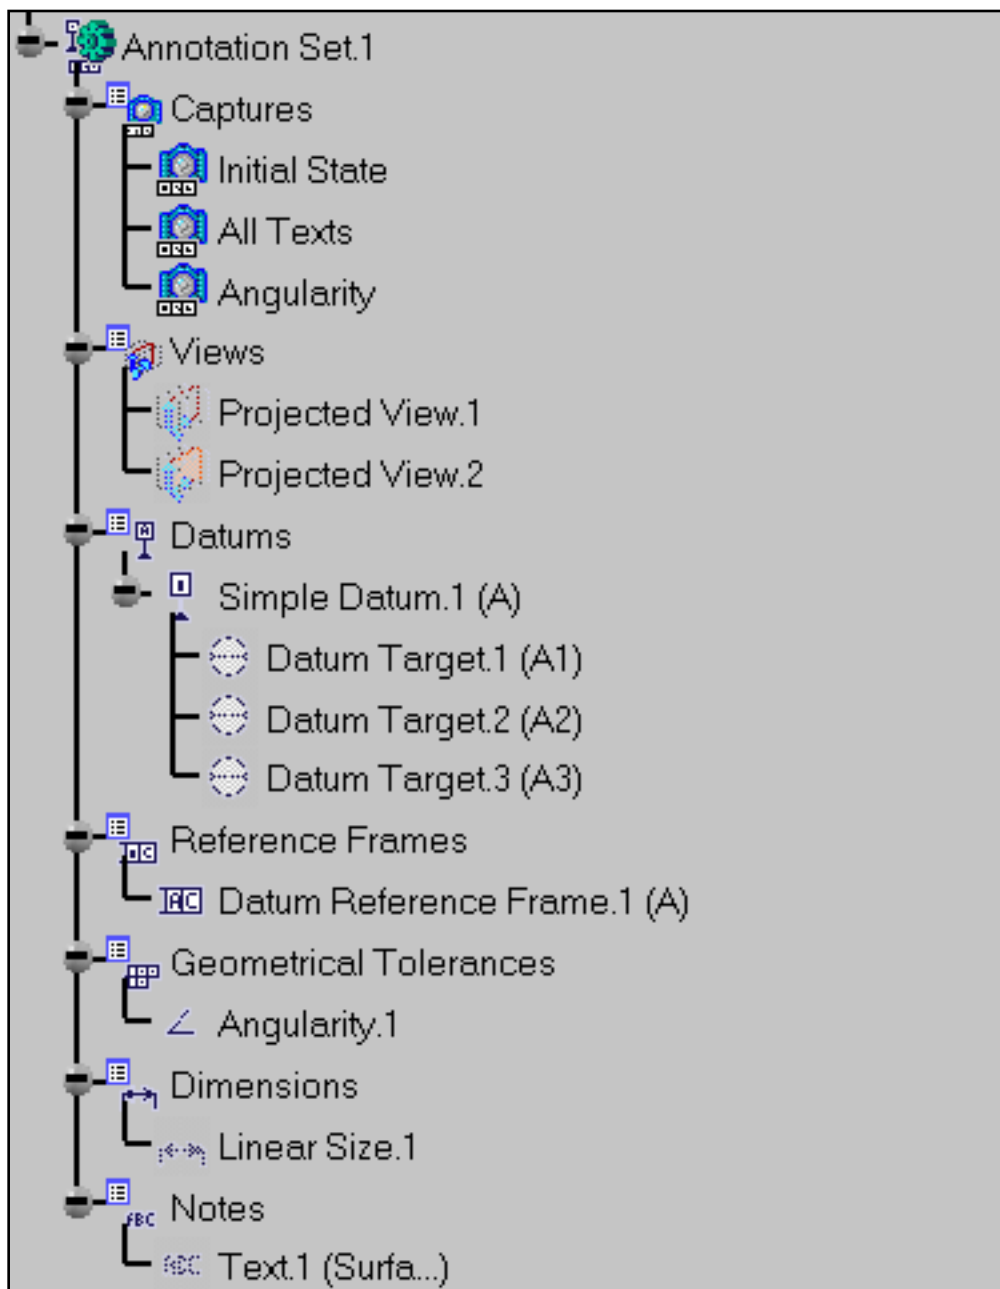 Annotation Set.1
Captures
Initial State
All Texts
Angularity
Views
Projected View.1
Projected View.2
Datums
Simple Datum.1 (A)
Datum Target.1 (A1)
Datum Target.2 (A2)
Datum Target.3 (A3)
Reference Frames
Datum Reference Frame.1 (A)
Geometrical Tolerances
Angularity.1
Dimensions
Linear Size.1
Notes
Text.1 (Surfa...)